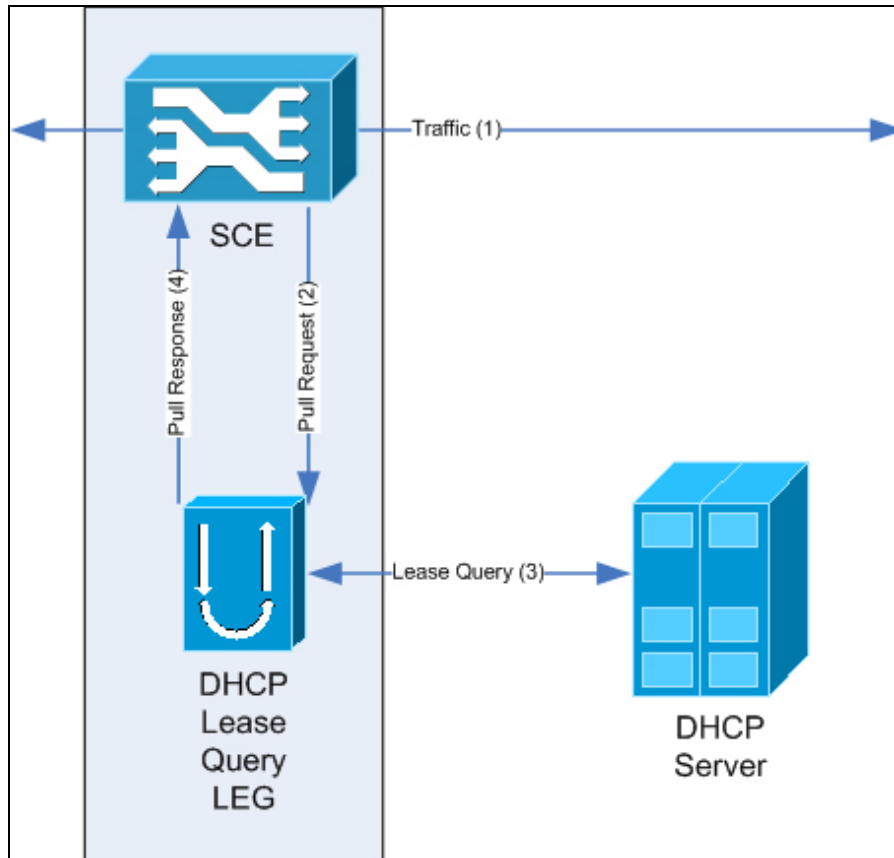 Traffic (1)
SCE
Pull Response (4)
Pull Request (2)
Lease Query (3)
DHCP
Lease
Query
LEG
DHCP
Server